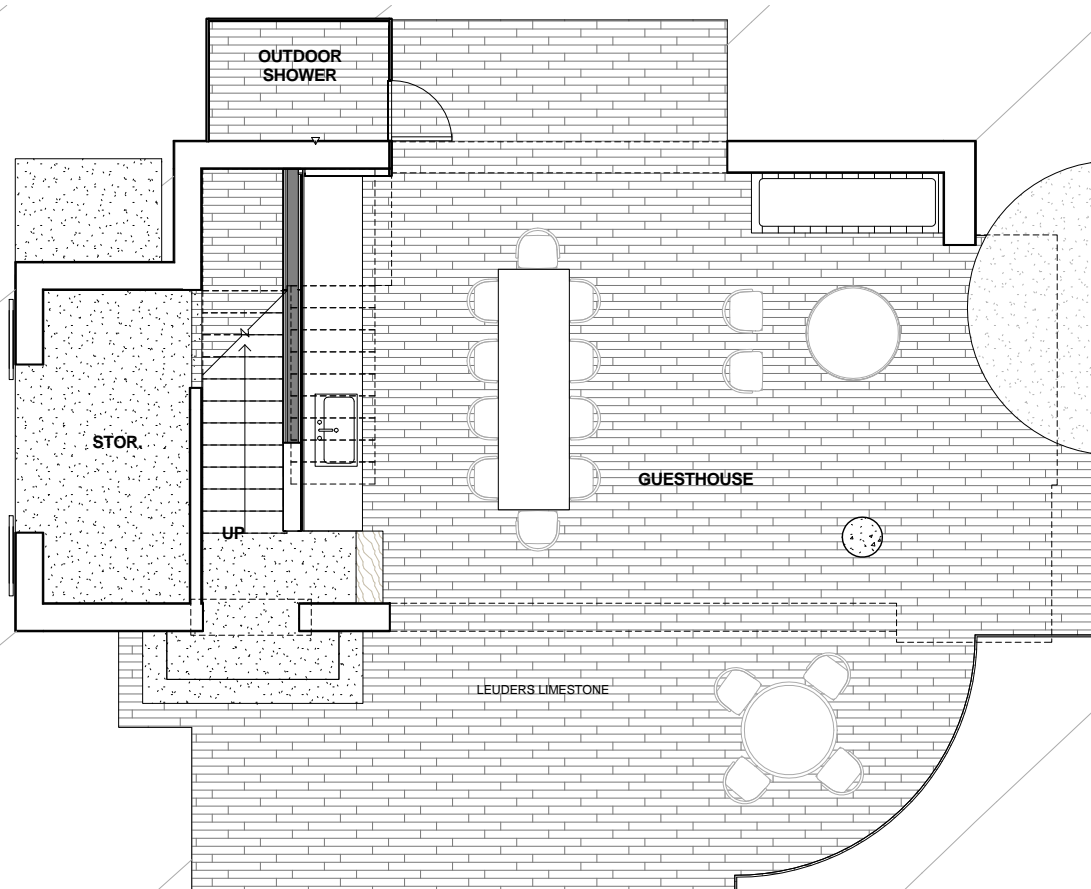 OUTDOOR
SHOWER
STOR.
GUESTHOUSE
UP
LEUDERS LIMESTONE